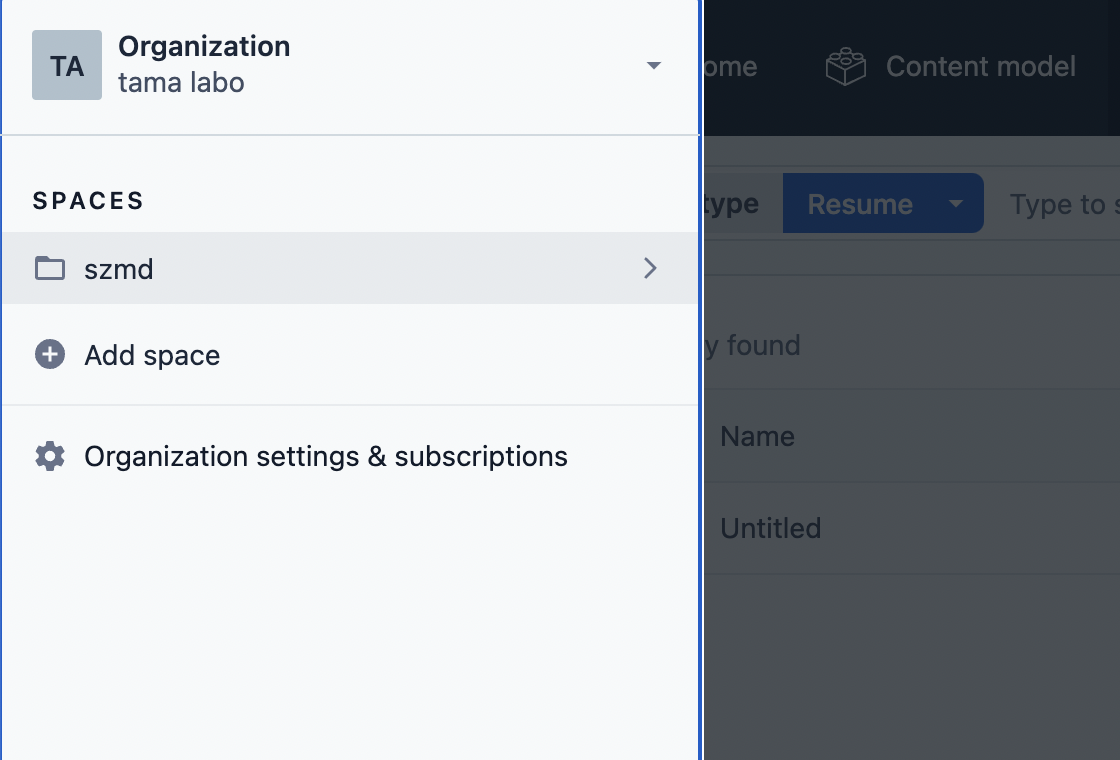 TA
Organization
tama labo
SPACES
szmd
Add space
Organization settings & subscriptions
ome
Content model
type
Resume
Type to s
y found
Name
Untitled